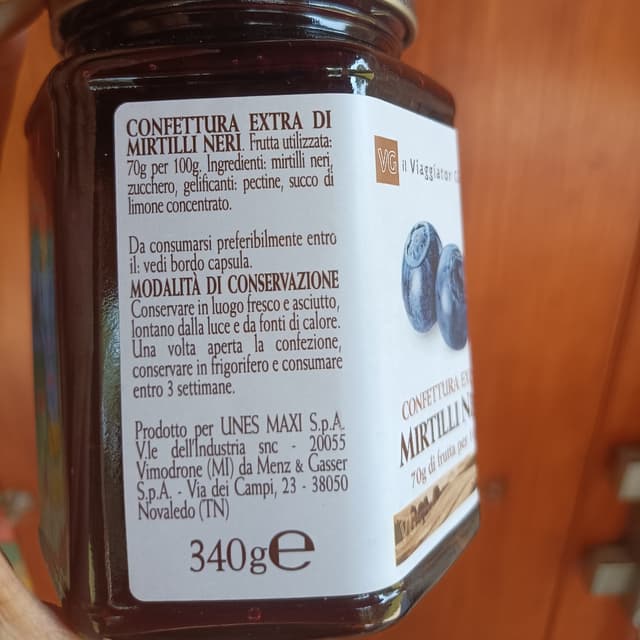 CONFETTURA EXTRA DI
MIRTILLI NERI. Frutta utilizzata:
70g per 100g. Ingredienti: mirtilli neri,
zucchero, gelificanti: pectine, succo di
limone concentrato.
Da consumarsi preferibilmente entro
il: vedi bordo capsula.
MODALITÀ DI CONSERVAZIONE
Conservare in luogo fresco e asciutto,
lontano dalla luce e da fonti di calore.
Una volta aperta la confezione,
conservare in frigorifero e consumare
entro 3 settimane.
Prodotto per UNES MAXI S.p.A.
V.le dell'Industria snc - 20055
Vimodrone (MI) da Menz & Gasser
S.p.A. - Via dei Campi, 23 - 38050
Novaledo (TN)
340g e
VG il Viaggiator
CONFETTURA
MIRTILLI
70g di frutta per